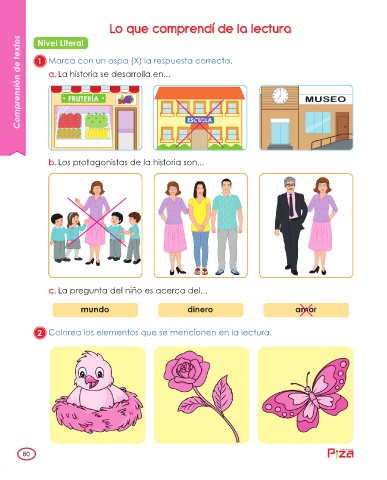 Lo que comprendí de la lectura
Comprensión de textos
Nivel Literal
1 Marca con un aspa (X) la respuesta correcta.
a. La historia se desarrolla en...
FRUTERÍA
ESCUELA
MUSEO
b. Los protagonistas de la historia son...
c. La pregunta del niño es acerca del...
mundo dinero amor
2 Colorea los elementos que se mencionen en la lectura.
80
Piza